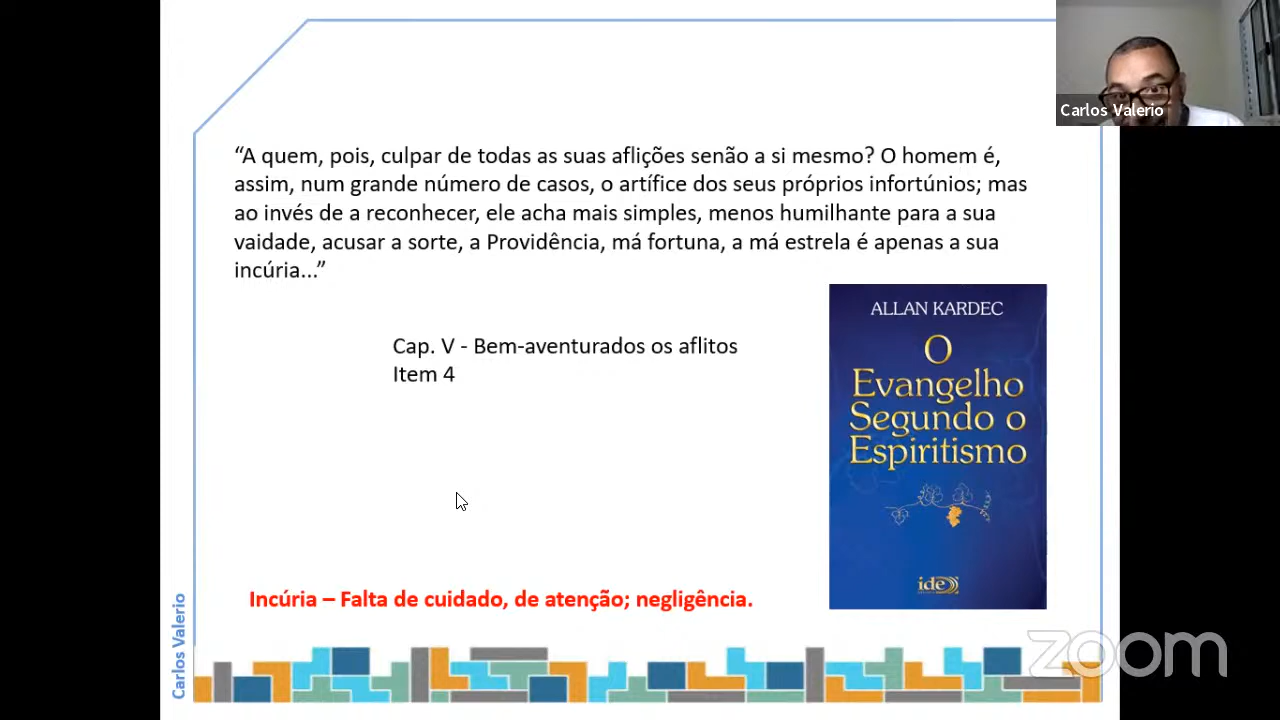 Carlos Valerio
“A quem, pois, culpar de todas as suas aflições senão a si mesmo? O homem é,
assim, num grande número de casos, o artífice dos seus próprios infortúnios; mas
ao invés de a reconhecer, ele acha mais simples, menos humilhante para a sua
vaidade, acusar a sorte, a Providência, má fortuna, a má estrela é apenas a sua
incúria...”
Cap. V - Bem-aventurados os aflitos
Item 4
ALLAN KARDEC
O
Evangelho
Segundo o
Espiritismo
ide
Incúria – Falta de cuidado, de atenção; negligência.
Carlos Valerio
zoom